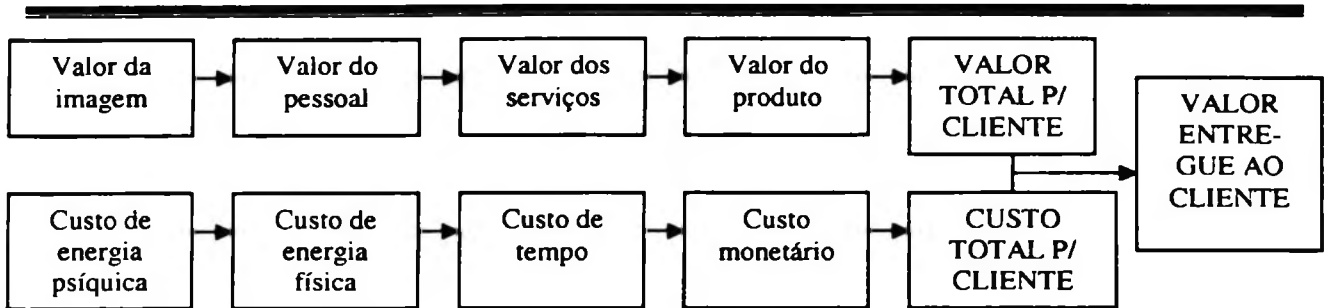 Valor da
imagem
Valor do
pessoal
Valor dos
serviços
Valor do
produto
VALOR
TOTAL P/
CLIENTE
VALOR
ENTRE-
GUE AO
CLIENTE
Custo de
energia
psíquica
Custo de
energia
física
Custo de
tempo
Custo
monetário
CUSTO
TOTAL P/
CLIENTE